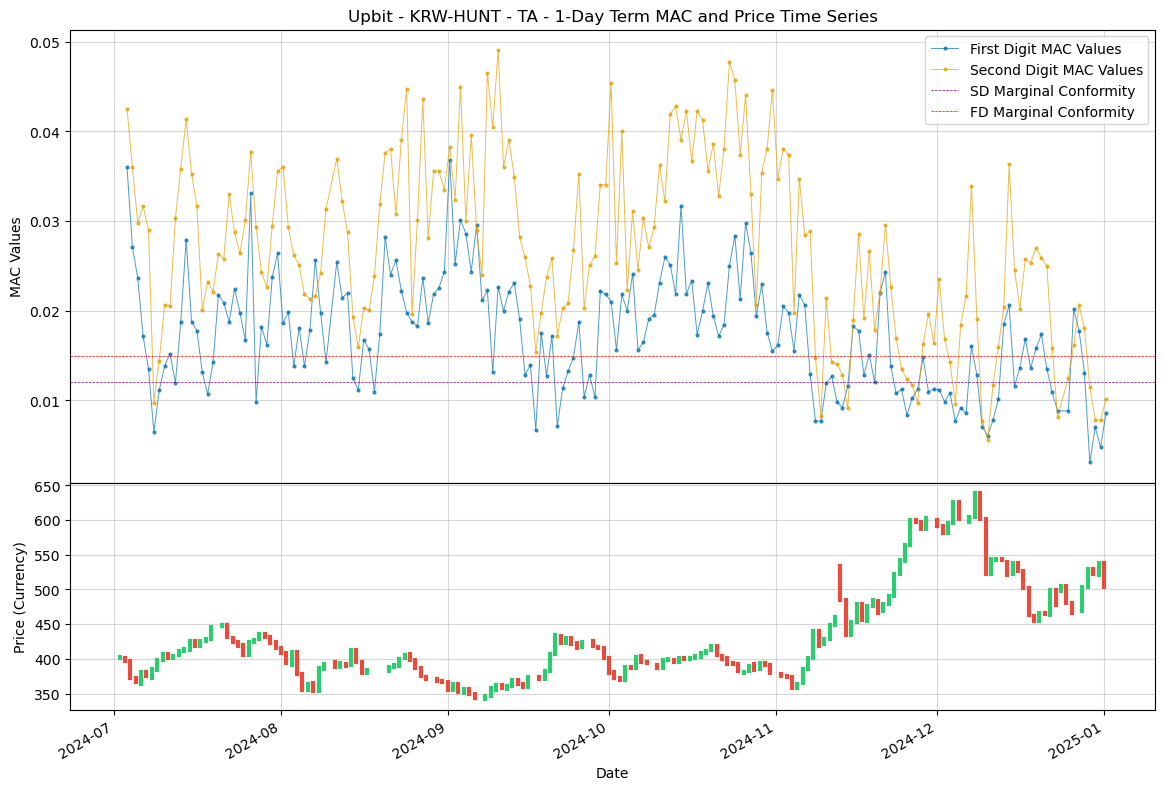 Upbit - KRW-HUNT - TA - 1-Day Term MAC and Price Time Series
First Digit MAC Values
Second Digit MAC Values
SD Marginal Conformity
FD Marginal Conformity
MAC Values
0.05
0.04
0.03
0.02
0.01
Price (Currency)
650
600
550
500
450
400
350
2024-07
2024-08
2024-09
2024-10
2024-11
2024-12
2025-01
Date